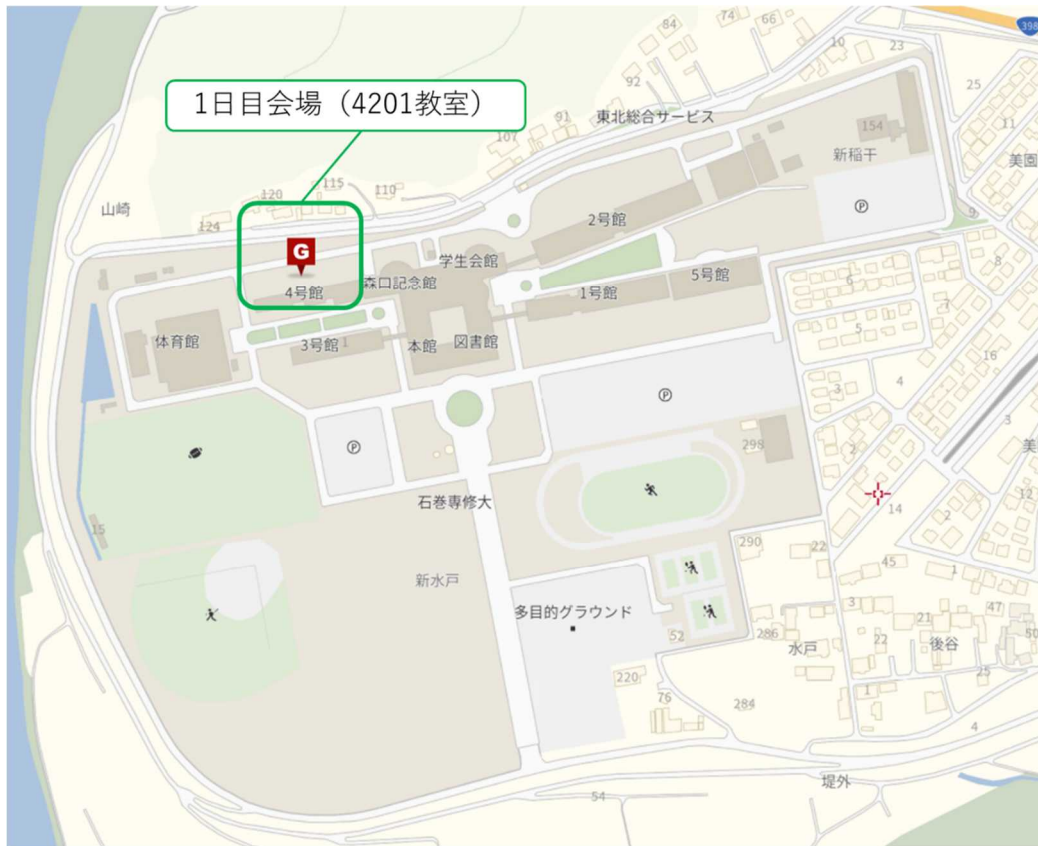 398
84
74
66
10
23
25
92
1日目会場（4201教室）
東北総合サービス
91
107
154
11
新稲干
美園
120
115
110
124
山崎
P
9
2号館
G
学生会館
8
森口記念館
5号館
6
4号館
1号館
7
体育館
3号館
1
本館
図書館
5
16
4
3
P
3
P
298
2
美
石巻専修大
14
12
2
15
290
22
45
1
新水戸
多目的グラウンド
3
21
47
52
286
水戸
22
後谷
50
220
25
76
284
1
4
堤外
54